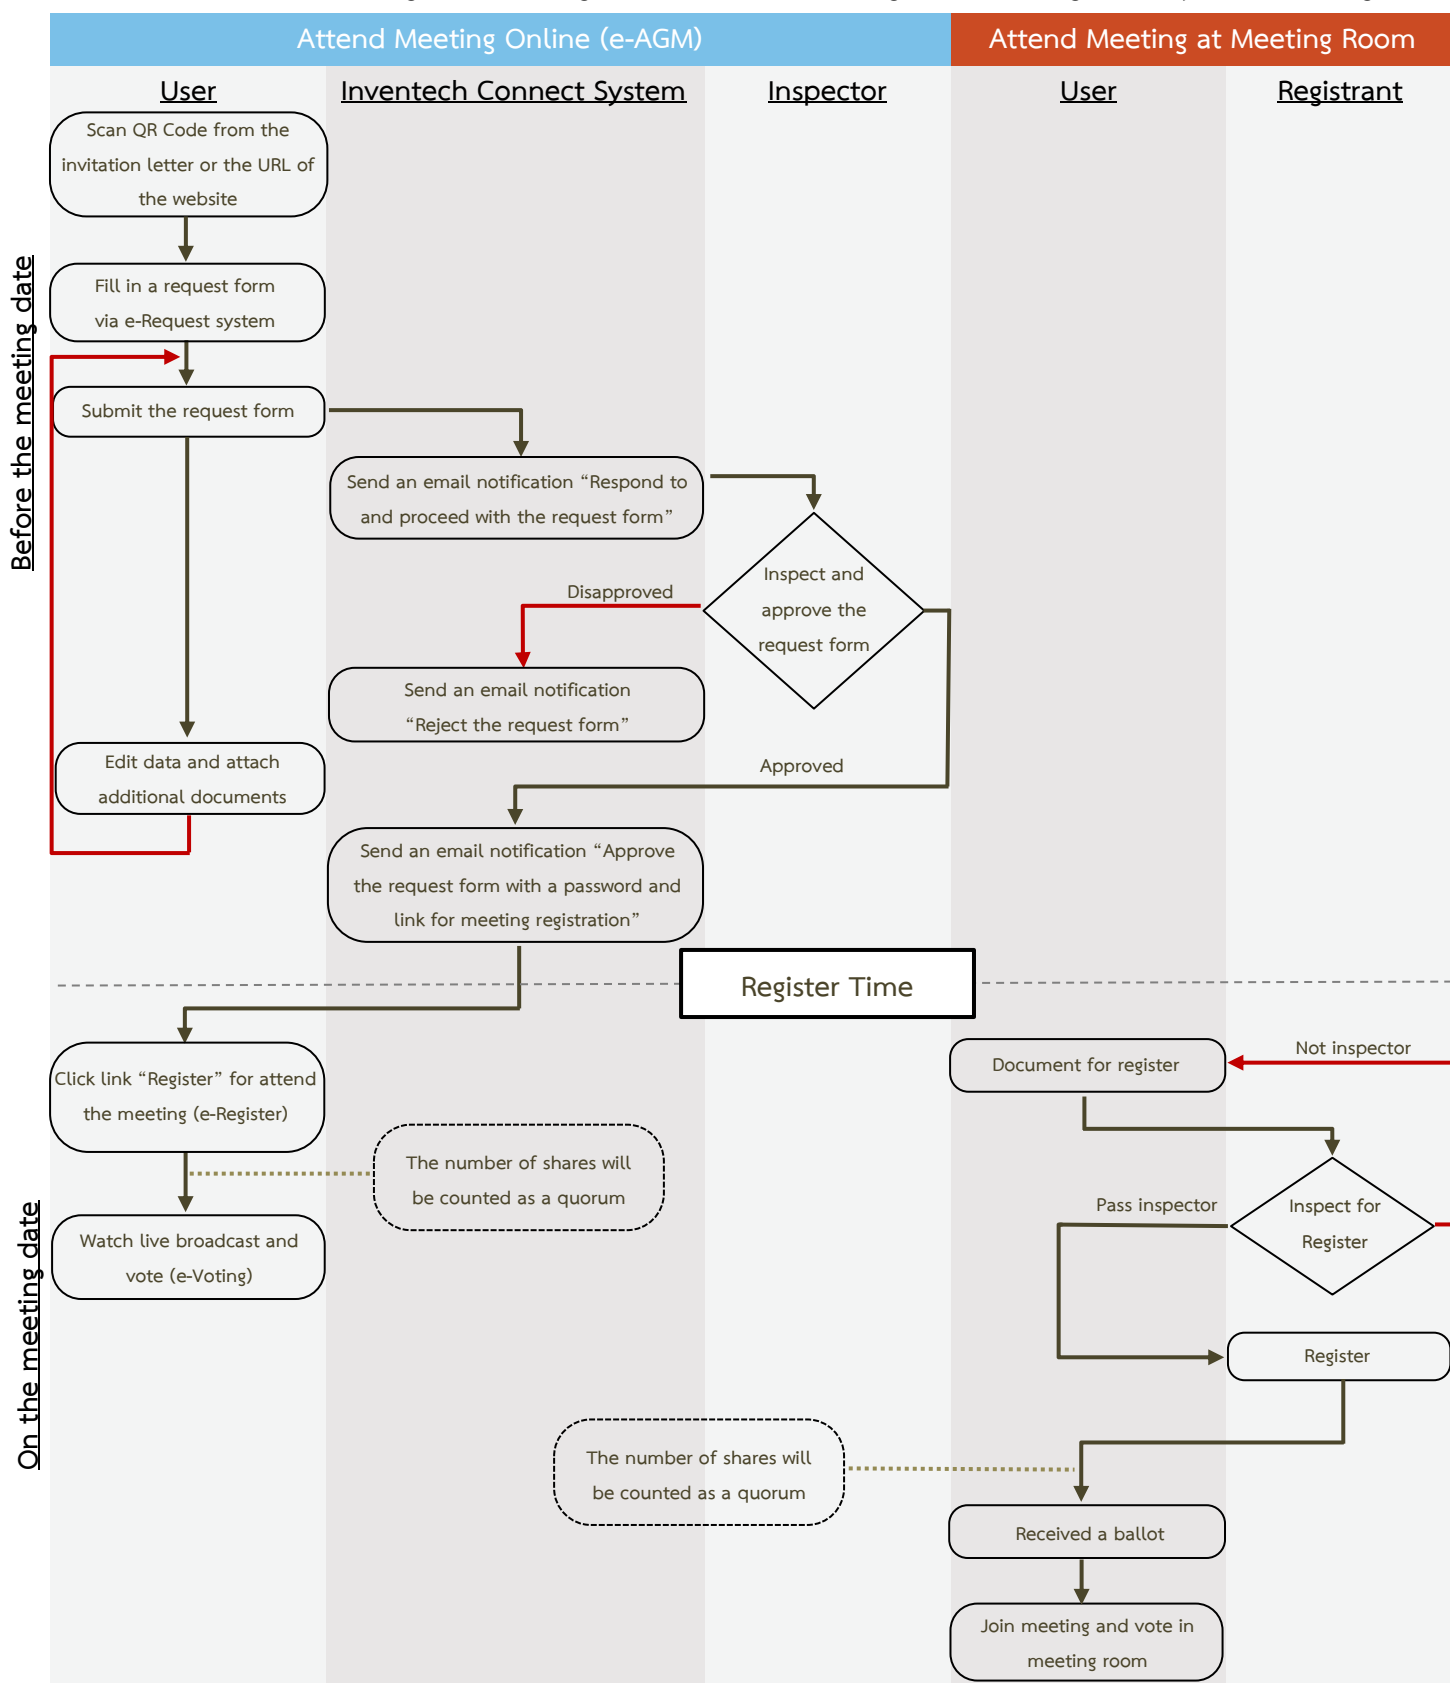 Attend Meeting Online (e-AGM)
Attend Meeting at Meeting Room
User
Inventech Connect System
Inspector
User
Registrant
Before the meeting date
Scan QR Code from the
invitation letter or the URL of
the website
Fill in a request form
via e-Request system
Submit the request form
Send an email notification “Respond to
and proceed with the request form”
Inspect and
approve the
request form
Disapproved
Send an email notification
“Reject the request form”
Edit data and attach
additional documents
Approved
Send an email notification “Approve
the request form with a password and
link for meeting registration”
Register Time
On the meeting date
Click link “Register” for attend
the meeting (e-Register)
The number of shares will
be counted as a quorum
Watch live broadcast and
vote (e-Voting)
Document for register
Not inspector
Inspect for
Register
Pass inspector
Register
The number of shares will
be counted as a quorum
Received a ballot
Join meeting and vote in
meeting room